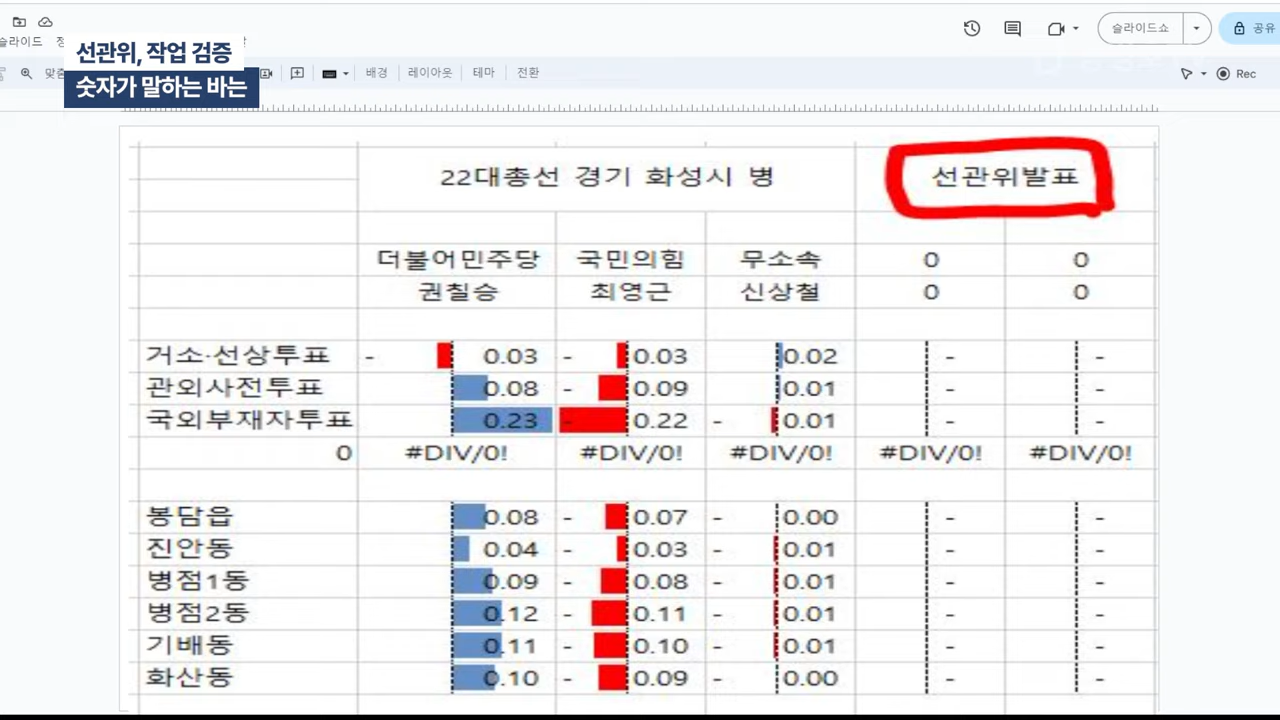 슬라이드쇼
공유
슬라이드
선관위, 작업 검증
숫자가 말하는 바는
배경 레이아웃 테마 전환
Rec
22대총선 경기 화성시 병 선관위발표
더불어민주당 국민의힘 무소속 0 0
권칠승 최영근 신상철 0 0
거소·선상투표 - 0.03 - 0.03 0.02 - -
관외사전투표 0.08 - 0.09 0.01 - -
국외부재자투표 0.23 - 0.22 - 0.01 - -
0 #DIV/0! #DIV/0! #DIV/0! #DIV/0! #DIV/0!
봉담읍 0.08 - 0.07 - 0.00 - -
진안동 0.04 - 0.03 - 0.01 - -
병점1동 0.09 - 0.08 - 0.01 - -
병점2동 0.12 - 0.11 - 0.01 - -
기배동 0.11 - 0.10 - 0.01 - -
화산동 0.10 - 0.09 - 0.00 - -